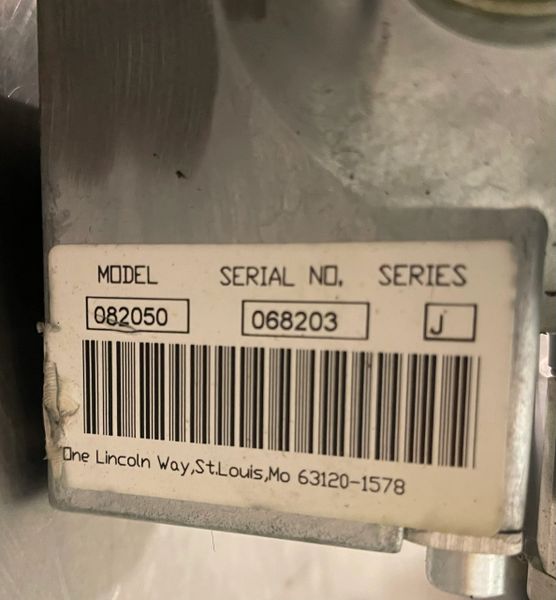 MODEL SERIAL NO. SERIES
082050 068203 J
One Lincoln Way,St.Louis,Mo 63120-1578